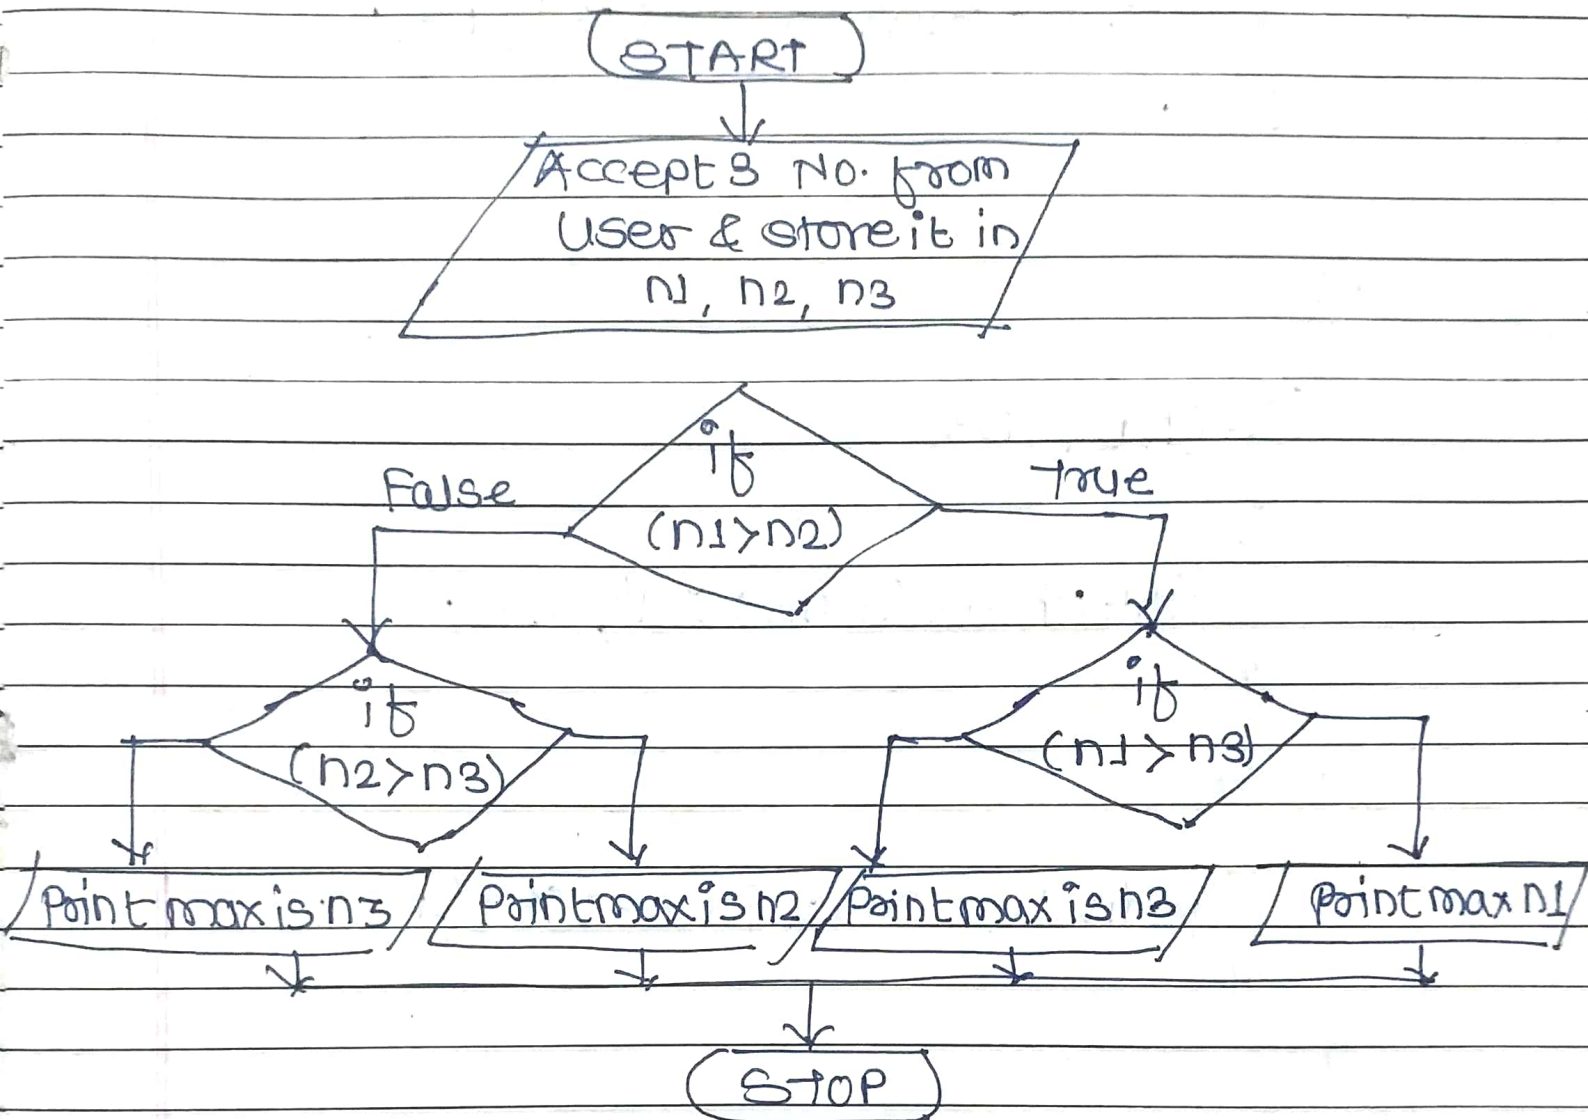 START
Accept 3 No. from
User & store it in
n1, n2, n3
if
(n1>n2)
False
True
if
(n2>n3)
if
(n1>n3)
Print max is n3
Print max is n2
Print max is n3
Print max n1
STOP